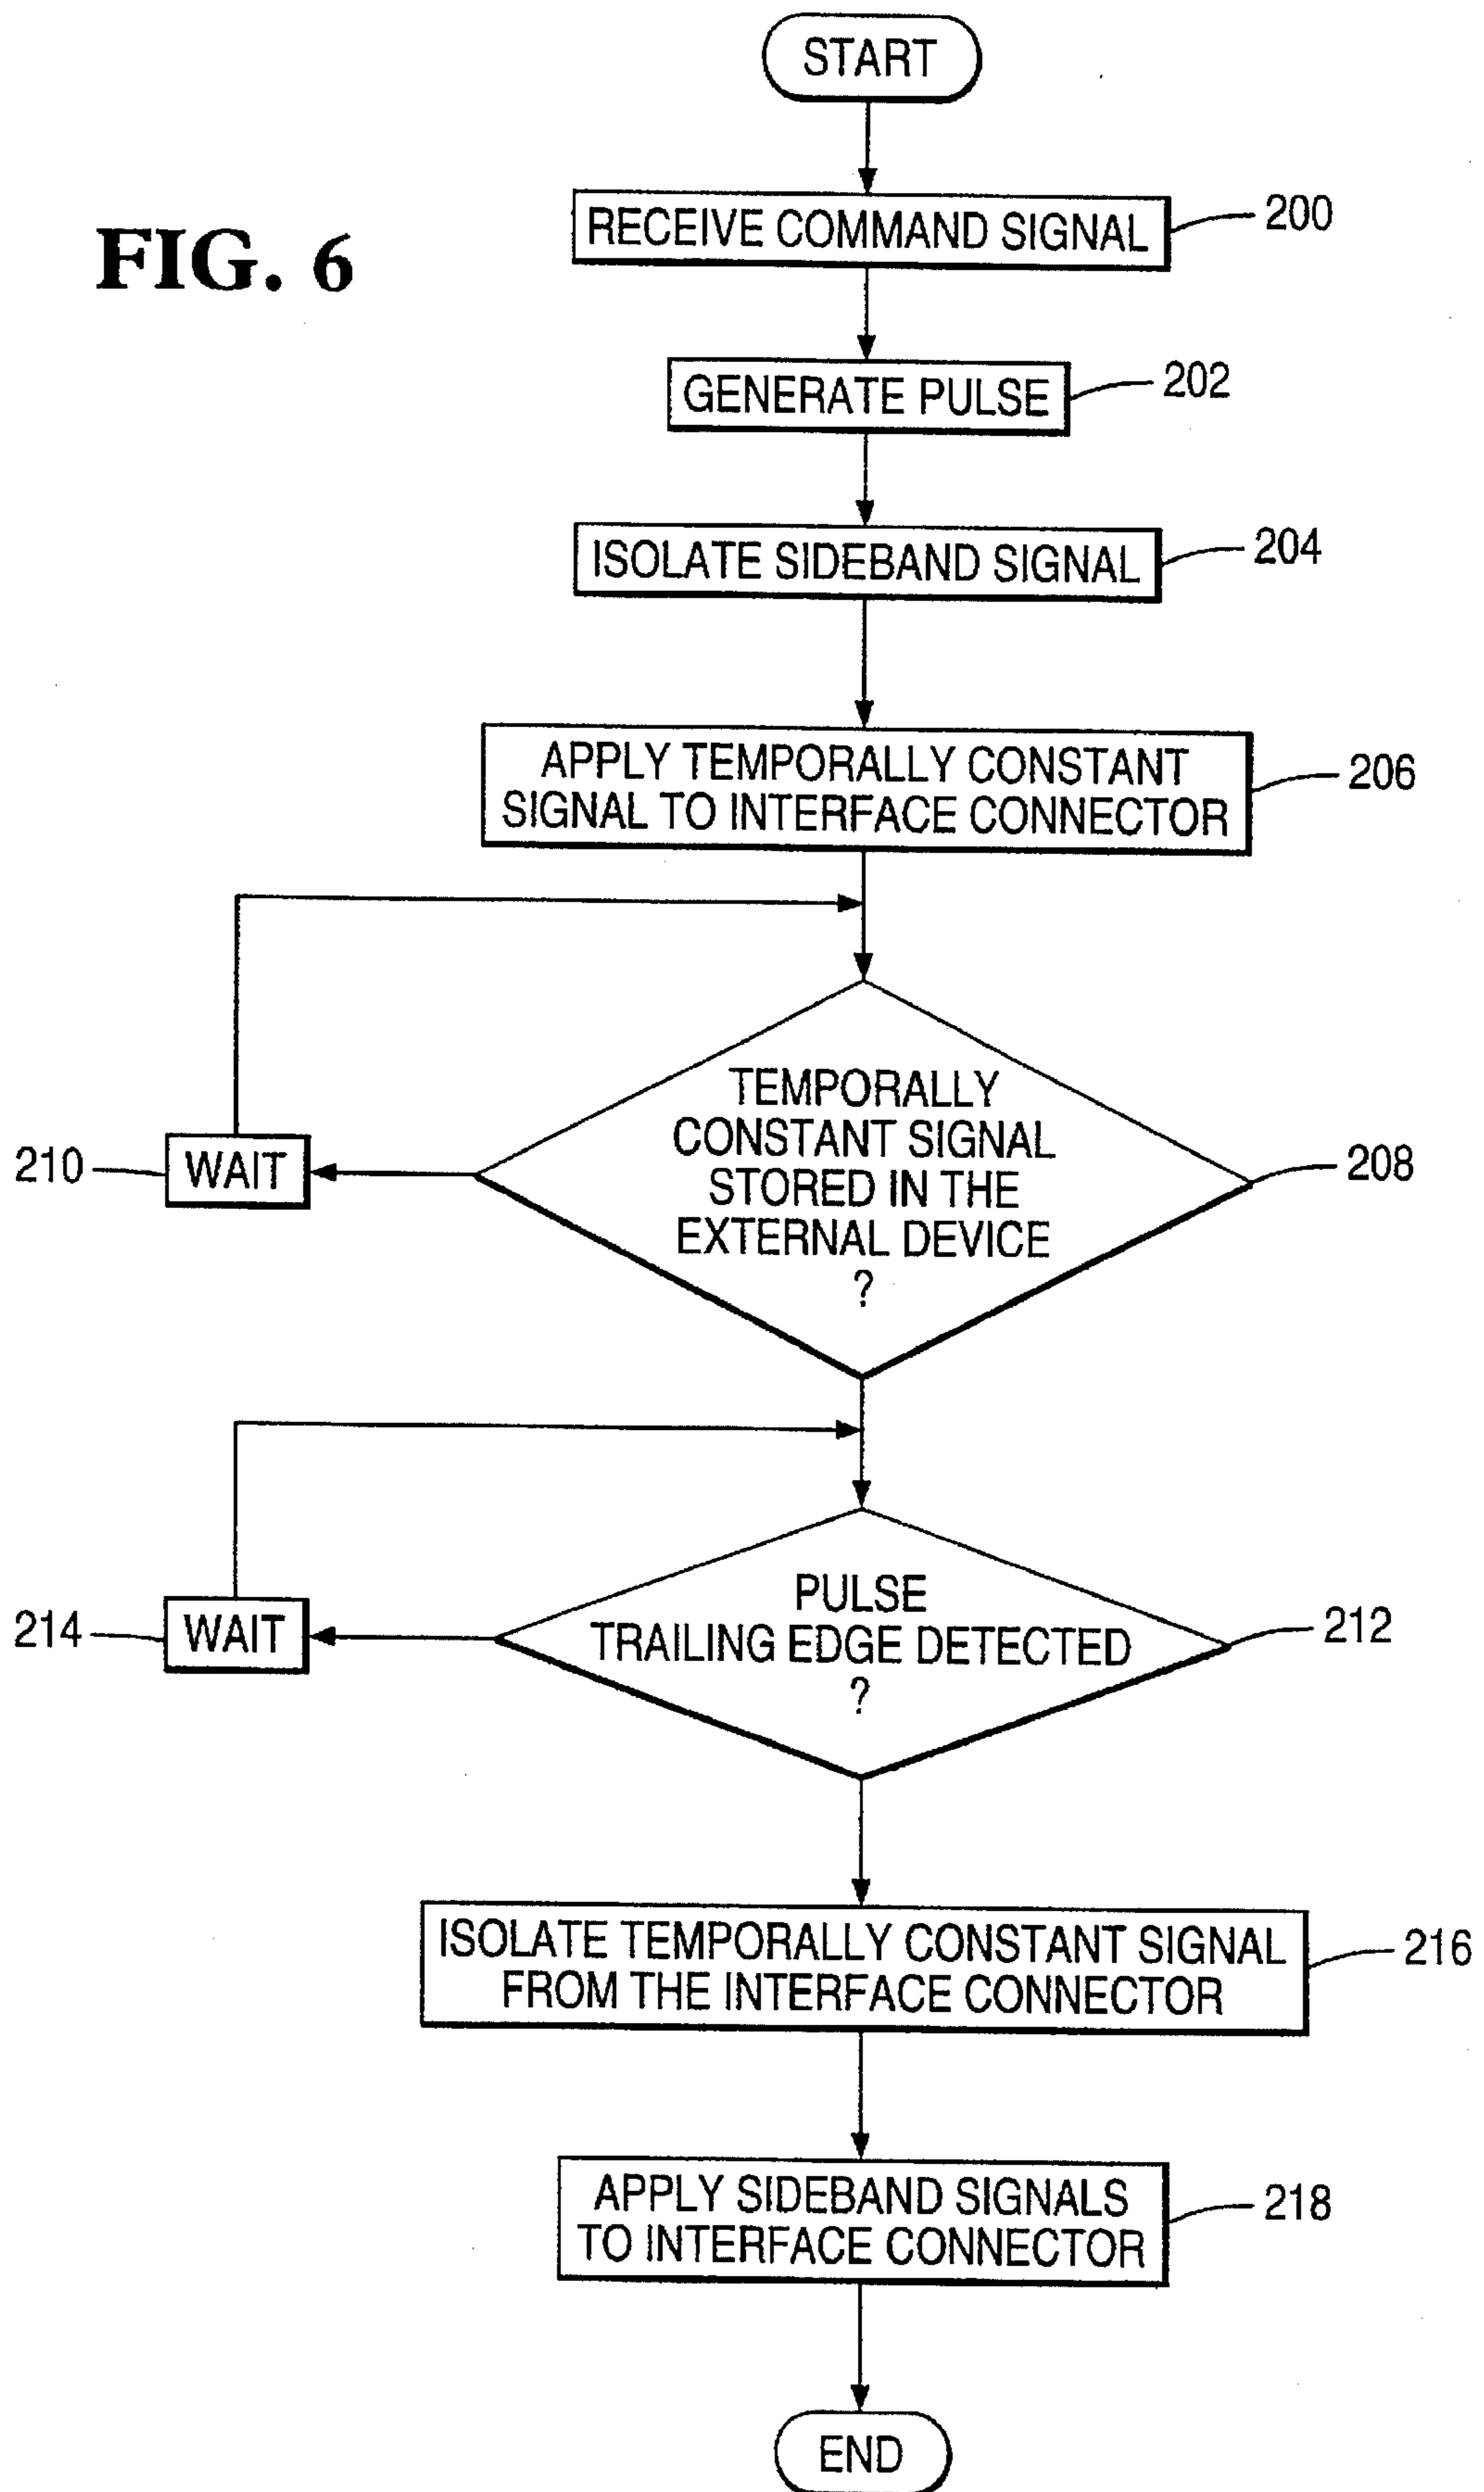 START
FIG. 6
RECEIVE COMMAND SIGNAL
200
GENERATE PULSE
202
ISOLATE SIDEBAND SIGNAL
204
APPLY TEMPORALLY CONSTANT
SIGNAL TO INTERFACE CONNECTOR
206
TEMPORALLY
CONSTANT SIGNAL
STORED IN THE
EXTERNAL DEVICE
?
208
210
WAIT
PULSE
TRAILING EDGE DETECTED
?
212
214
WAIT
ISOLATE TEMPORALLY CONSTANT SIGNAL
FROM THE INTERFACE CONNECTOR
216
APPLY SIDEBAND SIGNALS
TO INTERFACE CONNECTOR
218
END